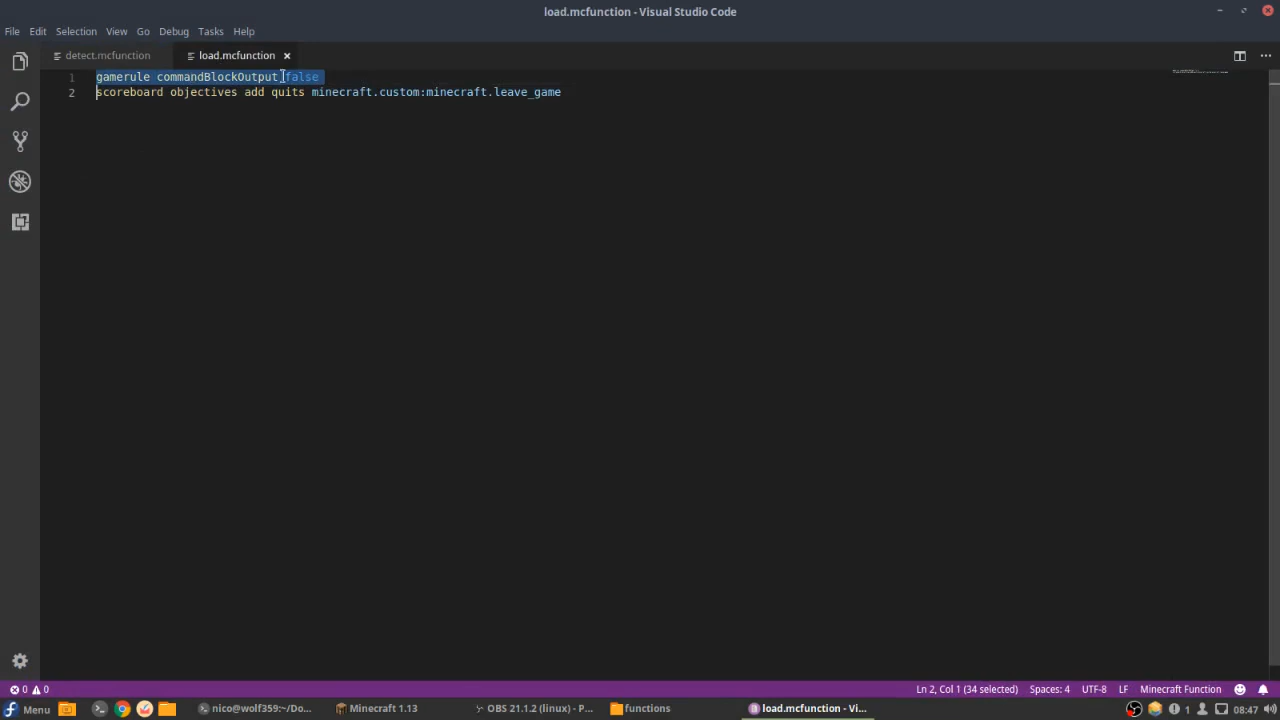 load.mcfunction - Visual Studio Code
File Edit Selection View Go Debug Tasks Help
detect.mcfunction load.mcfunction
1 gamerule commandBlockOutput false
2 scoreboard objectives add quits minecraft.custom:minecraft.leave_game
0 0 Ln 2, Col 1 (34 selected) Spaces: 4 UTF-8 LF Minecraft Function
Menu nico@wolf359:~/Do... Minecraft 1.13 OBS 21.1.2 (linux) - P... functions load.mcfunction - Vi... 1 08:47